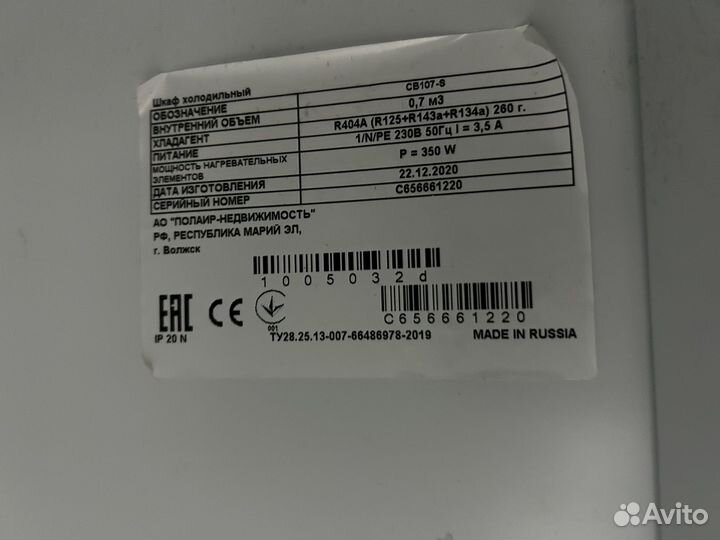 Шкаф холодильный
ОБОЗНАЧЕНИЕ CB107-S
ВНУТРЕННИЙ ОБЪЕМ 0,7 м3
ХЛАДАГЕНТ R404A (R125+R143a+R134a) 260 г.
ПИТАНИЕ 1/N/PE 230В 50Гц I = 3,5 А
МОЩНОСТЬ НАГРЕВАТЕЛЬНЫХ ЭЛЕМЕНТОВ P = 350 W
ДАТА ИЗГОТОВЛЕНИЯ 22.12.2020
СЕРИЙНЫЙ НОМЕР C656661220
АО "ПОЛАИР-НЕДВИЖИМОСТЬ"
РФ, РЕСПУБЛИКА МАРИЙ ЭЛ,
г. Волжск
1005032d
C656661220
EAC CE 001
IP 20 N
ТУ28.25.13-007-66486978-2019 MADE IN RUSSIA
Avito